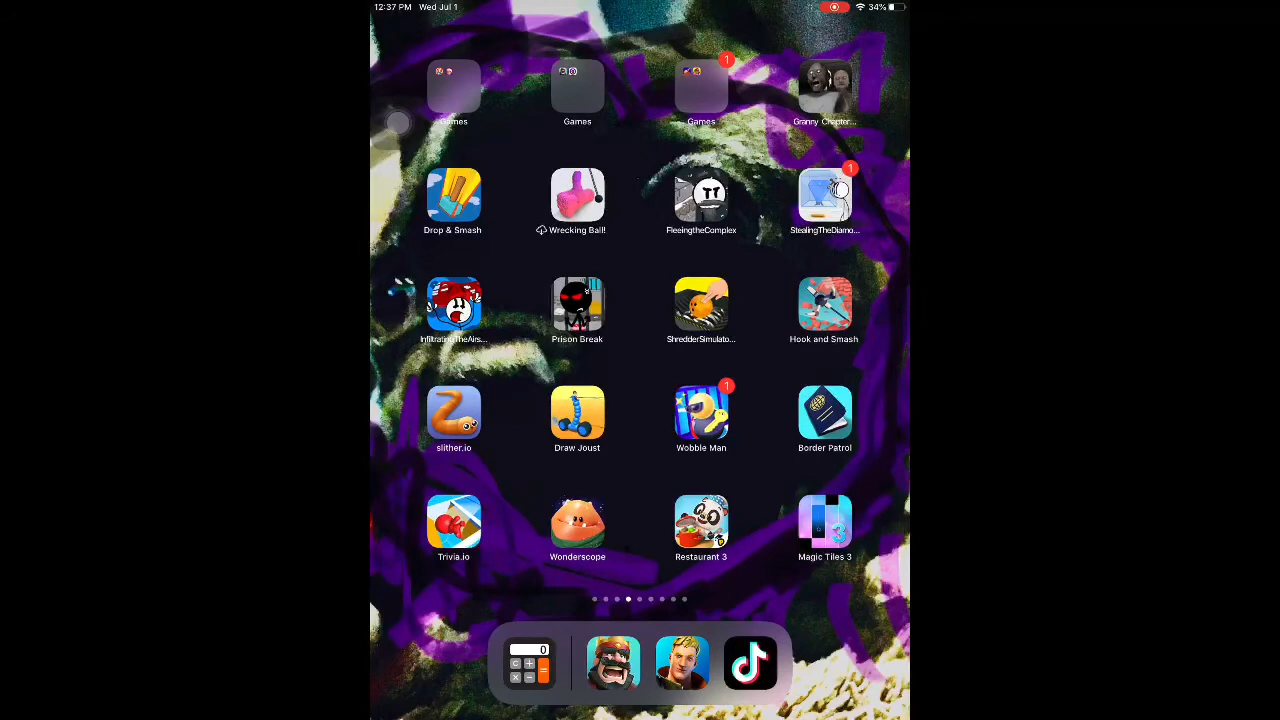 12:37 PM Wed Jul 1 34%
1
Games Games Games Granny Chapter...
1
Drop & Smash Wrecking Ball! FleeingtheComplex StealingTheDiamo...
InfiltratingTheAirs... Prison Break ShredderSimulato... Hook and Smash
1
slither.io Draw Joust Wobble Man Border Patrol
3
Trivia.io Wonderscope Restaurant 3 Magic Tiles 3
0
C + × − =